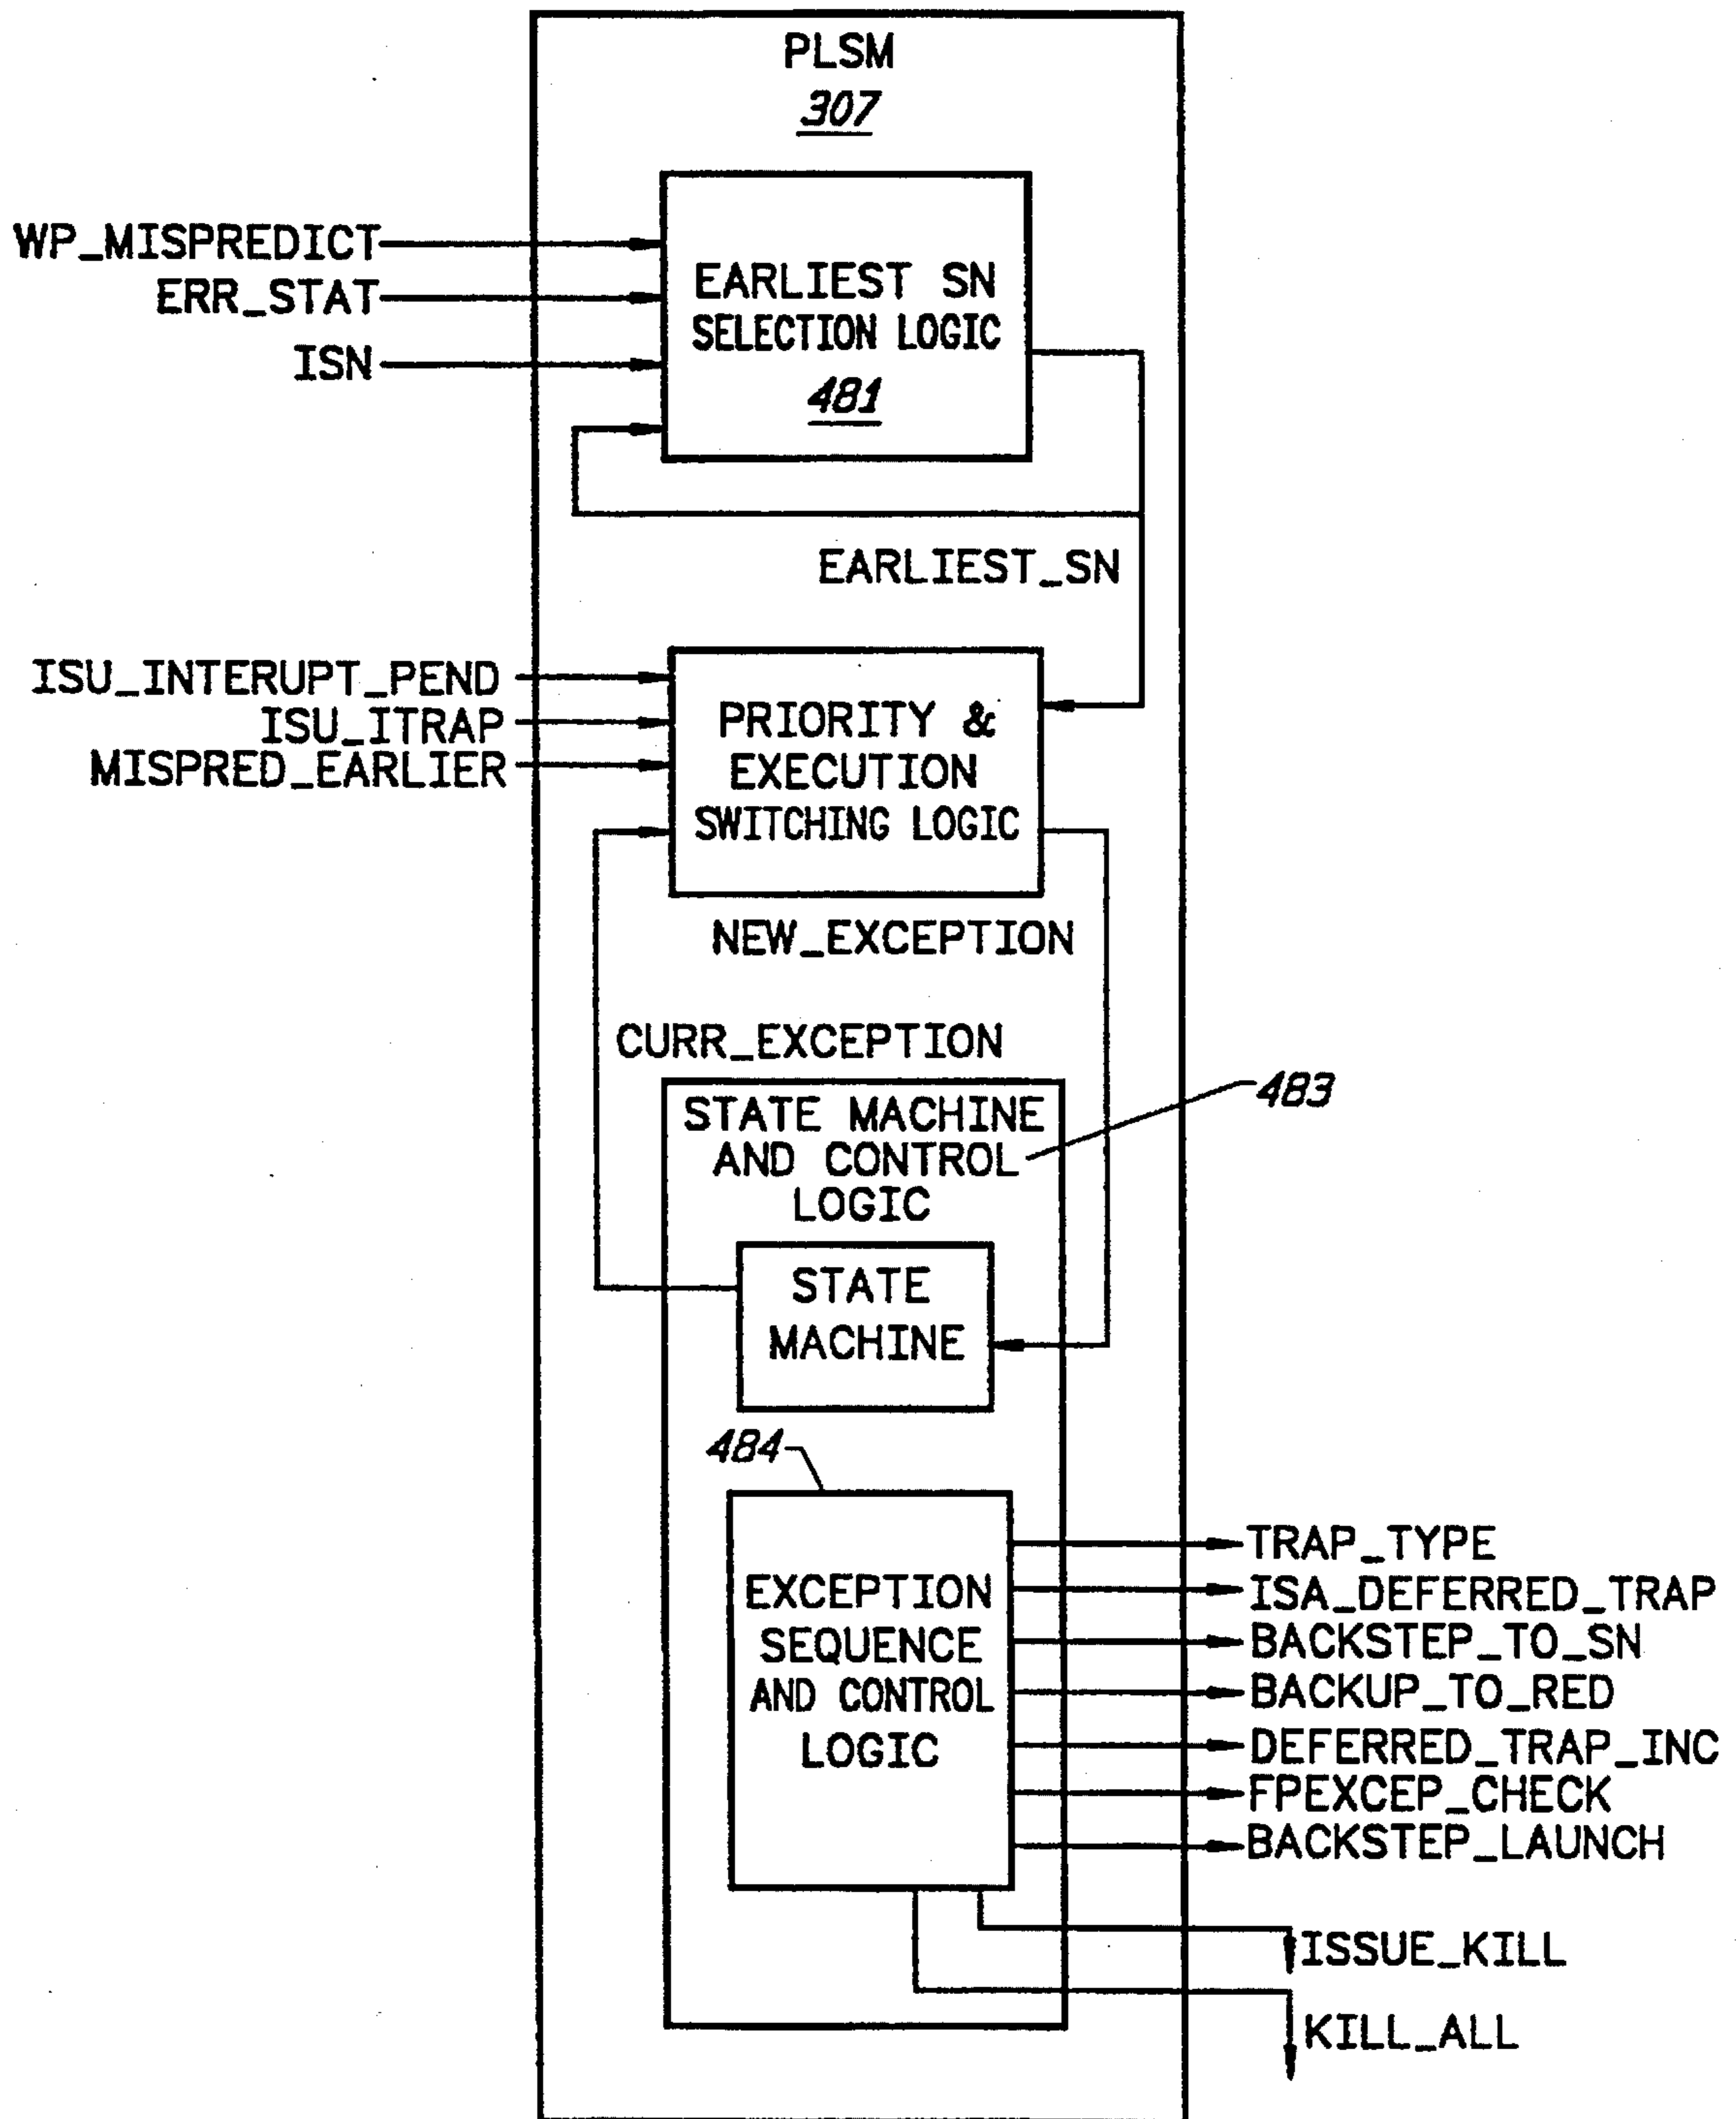 PLSM
307
WP_MISPREDICT
ERR_STAT
ISN
EARLIEST SN
SELECTION LOGIC
481
EARLIEST_SN
ISU_INTERUPT_PEND
ISU_ITRAP
MISPRED_EARLIER
PRIORITY &
EXECUTION
SWITCHING LOGIC
NEW_EXCEPTION
CURR_EXCEPTION
STATE MACHINE
AND CONTROL
LOGIC
483
STATE
MACHINE
484
EXCEPTION
SEQUENCE
AND CONTROL
LOGIC
TRAP_TYPE
ISA_DEFERRED_TRAP
BACKSTEP_TO_SN
BACKUP_TO_RED
DEFERRED_TRAP_INC
FPEXCEP_CHECK
BACKSTEP_LAUNCH
ISSUE_KILL
KILL_ALL